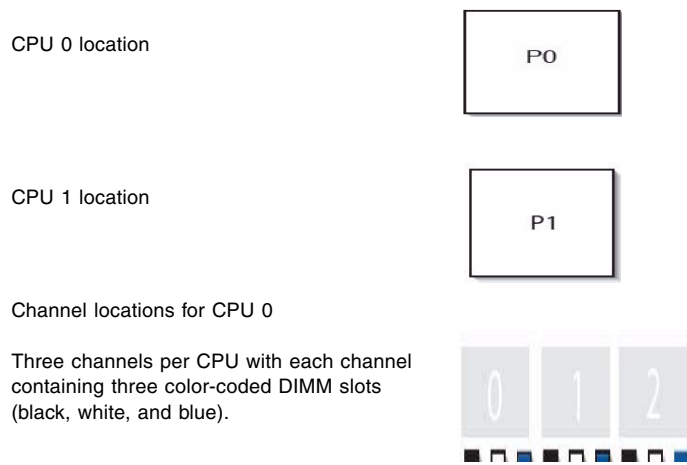 CPU 0 location
P0
CPU 1 location
P1
Channel locations for CPU 0
Three channels per CPU with each channel
containing three color-coded DIMM slots
(black, white, and blue).
0 1 2